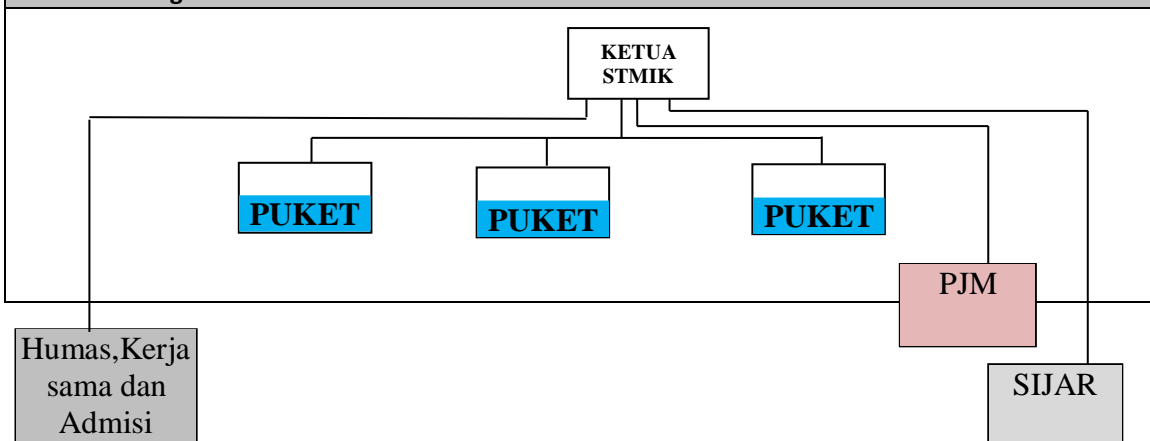 KETUA
STMIK
PUKET
PUKET
PUKET
PJM
Humas,Kerja
sama dan
Admisi
SIJAR